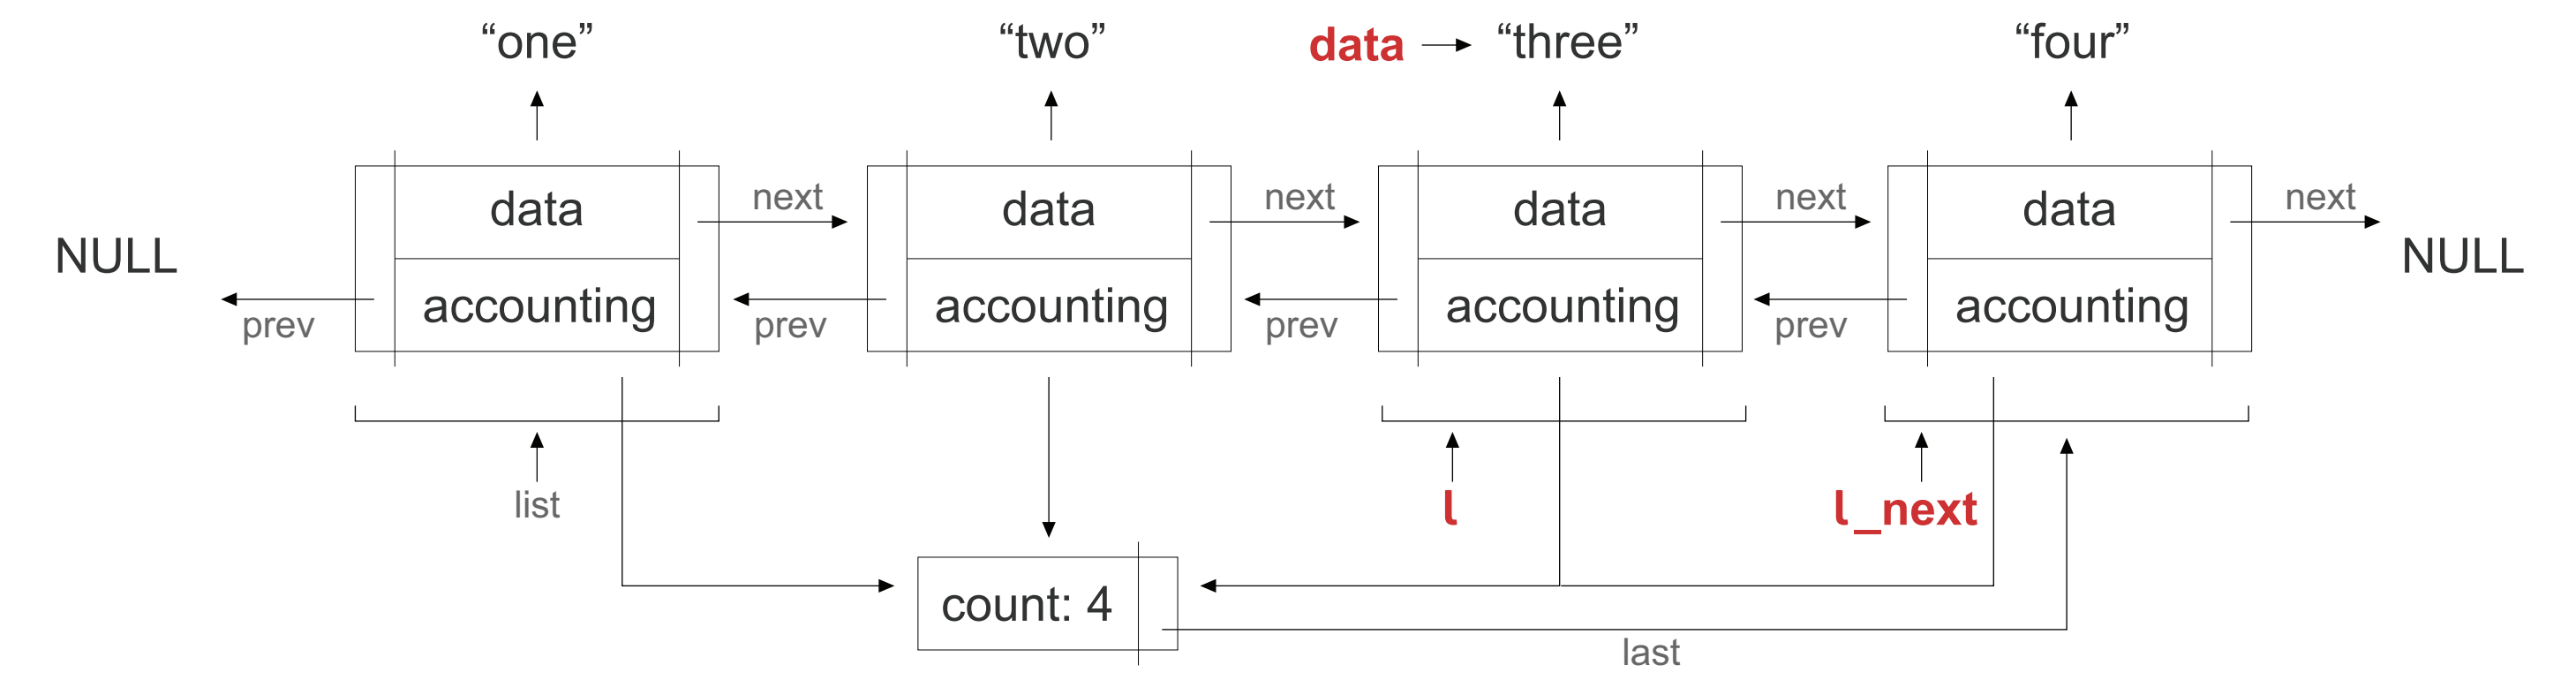 “one”
“two”
data
“three”
“four”
data
next
data
next
data
next
data
next
NULL
NULL
accounting
accounting
accounting
accounting
prev
prev
prev
prev
list
l
l_next
count: 4
last